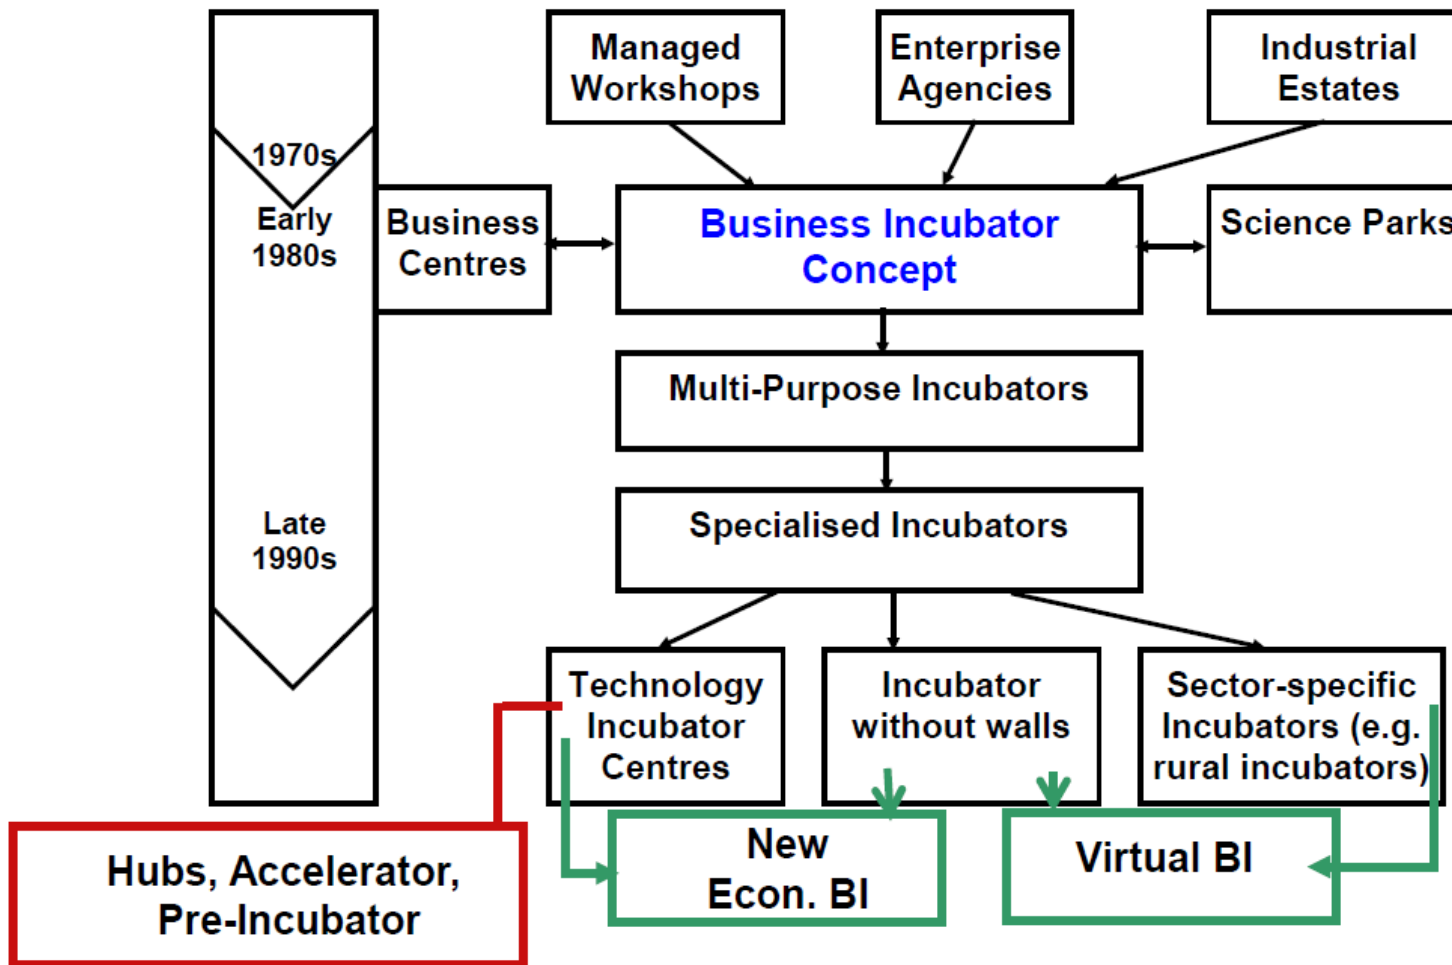 Managed
Workshops
Enterprise
Agencies
Industrial
Estates
1970s
Early
1980s
Business
Centres
Business Incubator
Concept
Science Parks
Multi-Purpose Incubators
Late
1990s
Specialised Incubators
Technology
Incubator
Centres
Incubator
without walls
Sector-specific
Incubators (e.g.
rural incubators)
Hubs, Accelerator,
Pre-Incubator
New
Econ. BI
Virtual BI